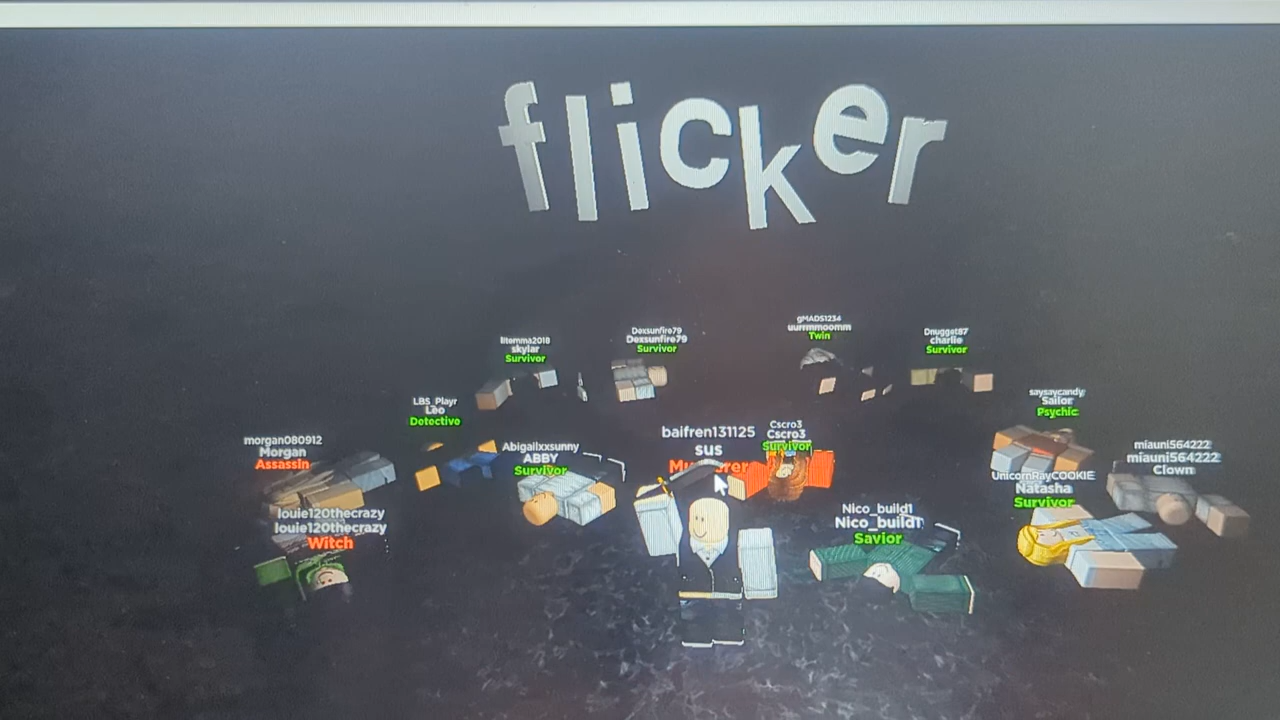 flicker
litemma2018
skylar
Survivor
Dexsunfire79
Dexsunfire79
Survivor
gMADS1234
uurrmmoomm
Twin
Dnugget87
charlie
Survivor
LBS_Playr
Leo
Detective
saysaycandy
Sailor
Psychic
morgan080912
Morgan
Assassin
Abigailxxsunny
ABBY
Survivor
baifren131125
sus
Murderer
Cscro3
Cscro3
Survivor
miauni564222
miauni564222
Clown
UnicornRayCOOKIE
Natasha
Survivor
louie120thecrazy
louie120thecrazy
Witch
Nico_build1
Nico_build1
Savior